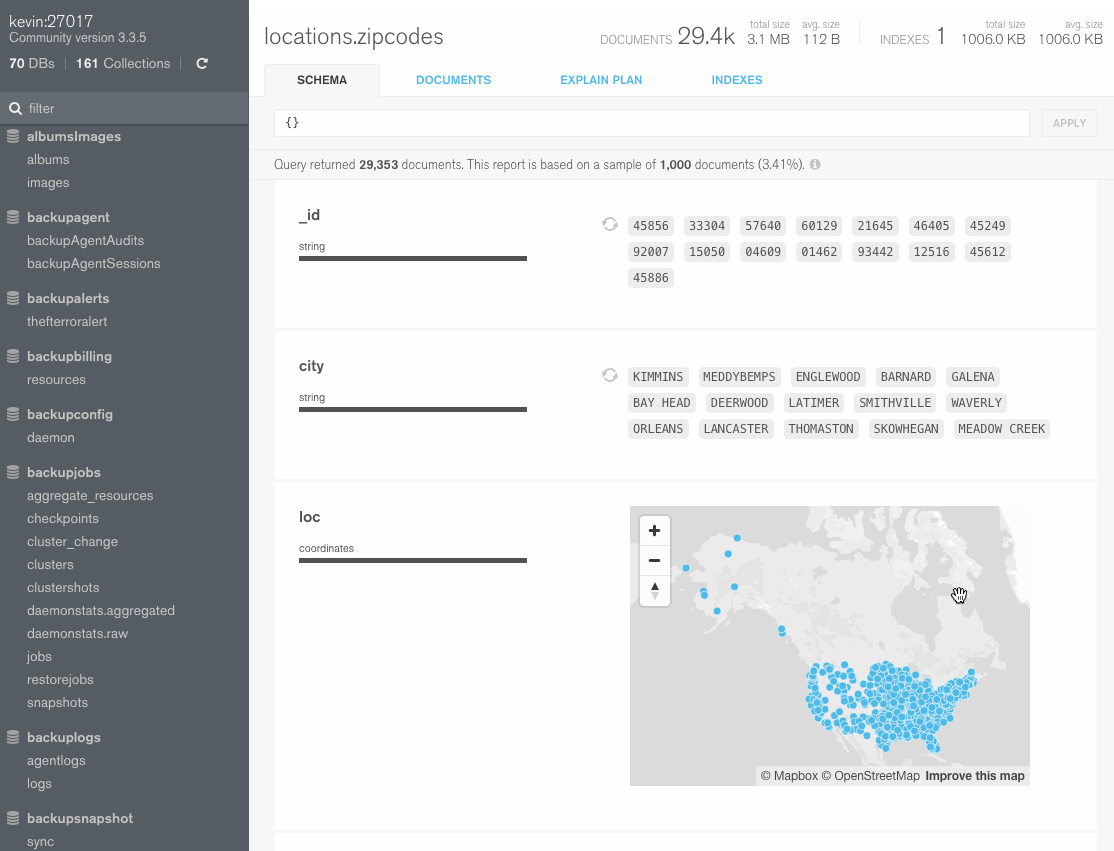 kevin:27017
Community version 3.3.5
70 DBs
161 Collections
filter
albumsImages
albums
images
backupagent
backupAgentAudits
backupAgentSessions
backupalerts
thefterroralert
backupbilling
resources
backupconfig
daemon
backupjobs
aggregate_resources
checkpoints
cluster_change
clusters
clustershots
daemonstats.aggregated
daemonstats.raw
jobs
restorejobs
snapshots
backuplogs
agentlogs
logs
backupsnapshot
sync
locations.zipcodes
DOCUMENTS 29.4k
total size
3.1 MB
avg. size
112 B
INDEXES 1
total size
1006.0 KB
avg. size
1006.0 KB
SCHEMA
DOCUMENTS
EXPLAIN PLAN
INDEXES
{}
APPLY
Query returned 29,353 documents. This report is based on a sample of 1,000 documents (3.41%).
_id
string
45856 33304 57640 60129 21645 46405 45249
92007 15050 04609 01462 93442 12516 45612
45886
city
string
KIMMINS MEDDYBEMPS ENGLEWOOD BARNARD GALENA
BAY HEAD DEERWOOD LATIMER SMITHVILLE WAVERLY
ORLEANS LANCASTER THOMASTON SKOWHEGAN MEADOW CREEK
loc
coordinates
© Mapbox © OpenStreetMap Improve this map